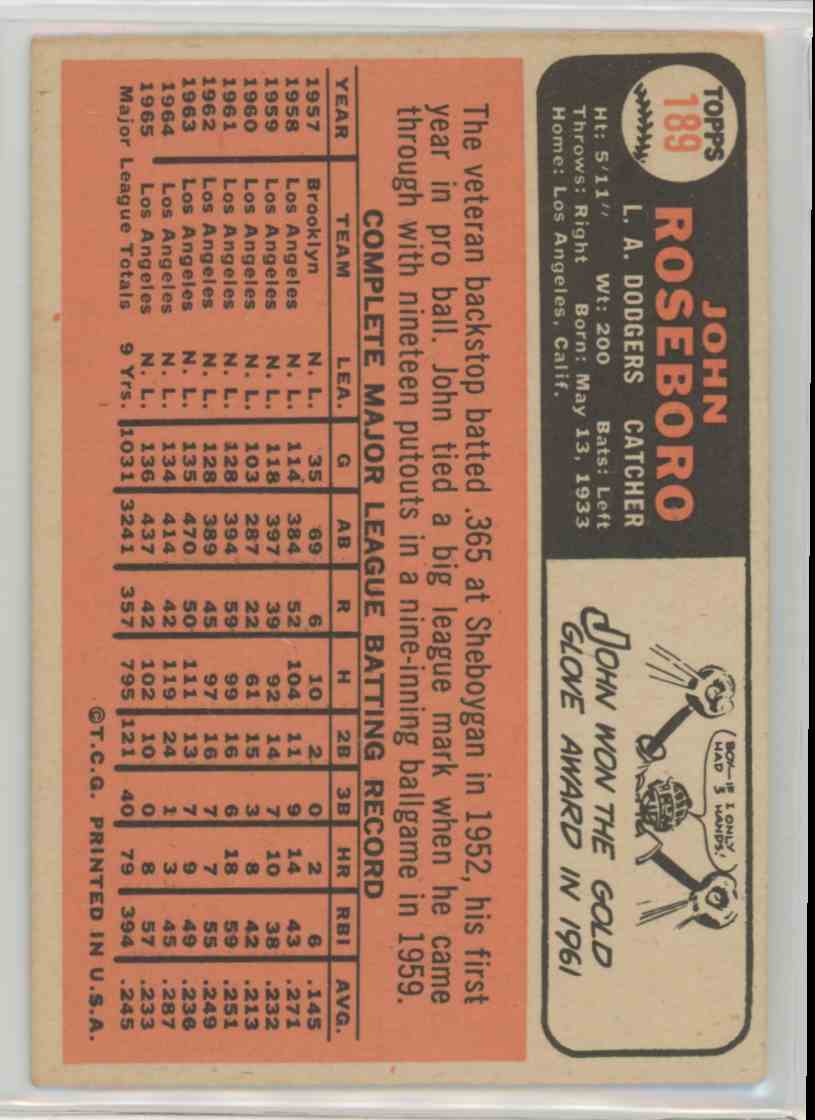 TOPPS
189
JOHN
ROSEBORO
L. A. DODGERS CATCHER
Ht: 5'11" Wt: 200 Bats: Left
Throws: Right Born: May 13, 1933
Home: Los Angeles, Calif.
BOY—IF I ONLY
HAD 3 HANDS!
JOHN WON THE GOLD
GLOVE AWARD IN 1961
The veteran backstop batted .365 at Sheboygan in 1952, his first
year in pro ball. John tied a big league mark when he came
through with nineteen putouts in a nine-inning ballgame in 1959.
COMPLETE MAJOR LEAGUE BATTING RECORD
YEAR TEAM LEA. G AB R H 2B 3B HR RBI AVG.
1957 Brooklyn N. L. 35 69 6 10 2 0 2 6 .145
1958 Los Angeles N. L. 114 384 52 104 11 9 14 43 .271
1959 Los Angeles N. L. 118 397 39 92 14 7 10 38 .232
1960 Los Angeles N. L. 103 287 22 61 15 3 8 42 .213
1961 Los Angeles N. L. 128 394 59 99 16 6 18 59 .251
1962 Los Angeles N. L. 128 389 45 97 16 7 7 55 .249
1963 Los Angeles N. L. 135 470 50 111 13 7 9 49 .236
1964 Los Angeles N. L. 134 414 42 119 24 1 3 45 .287
1965 Los Angeles N. L. 136 437 42 102 10 0 8 57 .233
Major League Totals 9 Yrs. 1031 3241 357 795 121 40 79 394 .245
©T.C.G. PRINTED IN U.S.A.